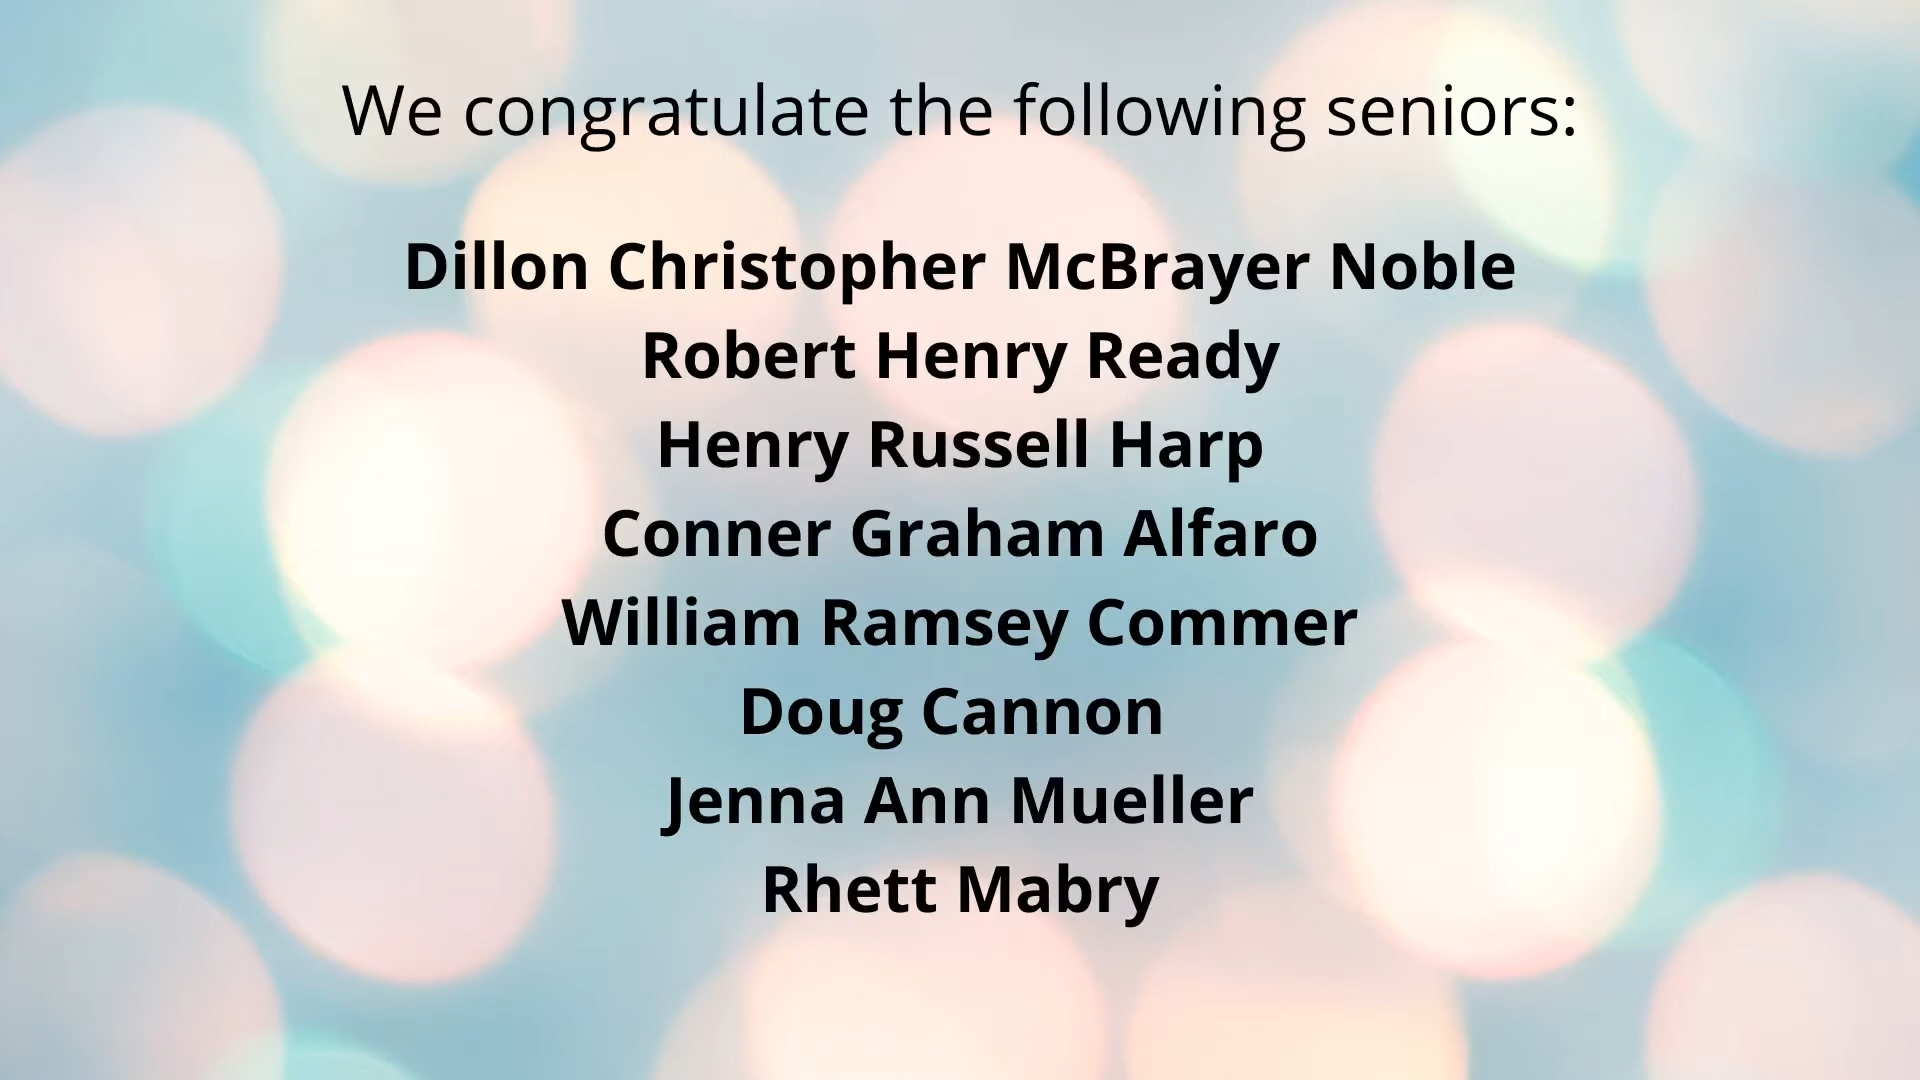 We congratulate the following seniors:
Dillon Christopher McBrayer Noble
Robert Henry Ready
Henry Russell Harp
Conner Graham Alfaro
William Ramsey Commer
Doug Cannon
Jenna Ann Mueller
Rhett Mabry